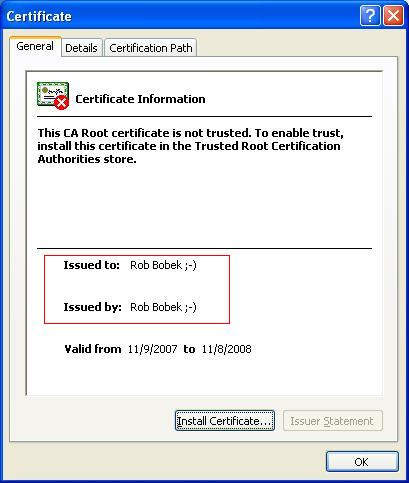 Certificate
General Details Certification Path
Certificate Information
This CA Root certificate is not trusted. To enable trust,
install this certificate in the Trusted Root Certification
Authorities store.
Issued to: Rob Bobek ;-)
Issued by: Rob Bobek ;-)
Valid from 11/9/2007 to 11/8/2008
Install Certificate... Issuer Statement
OK